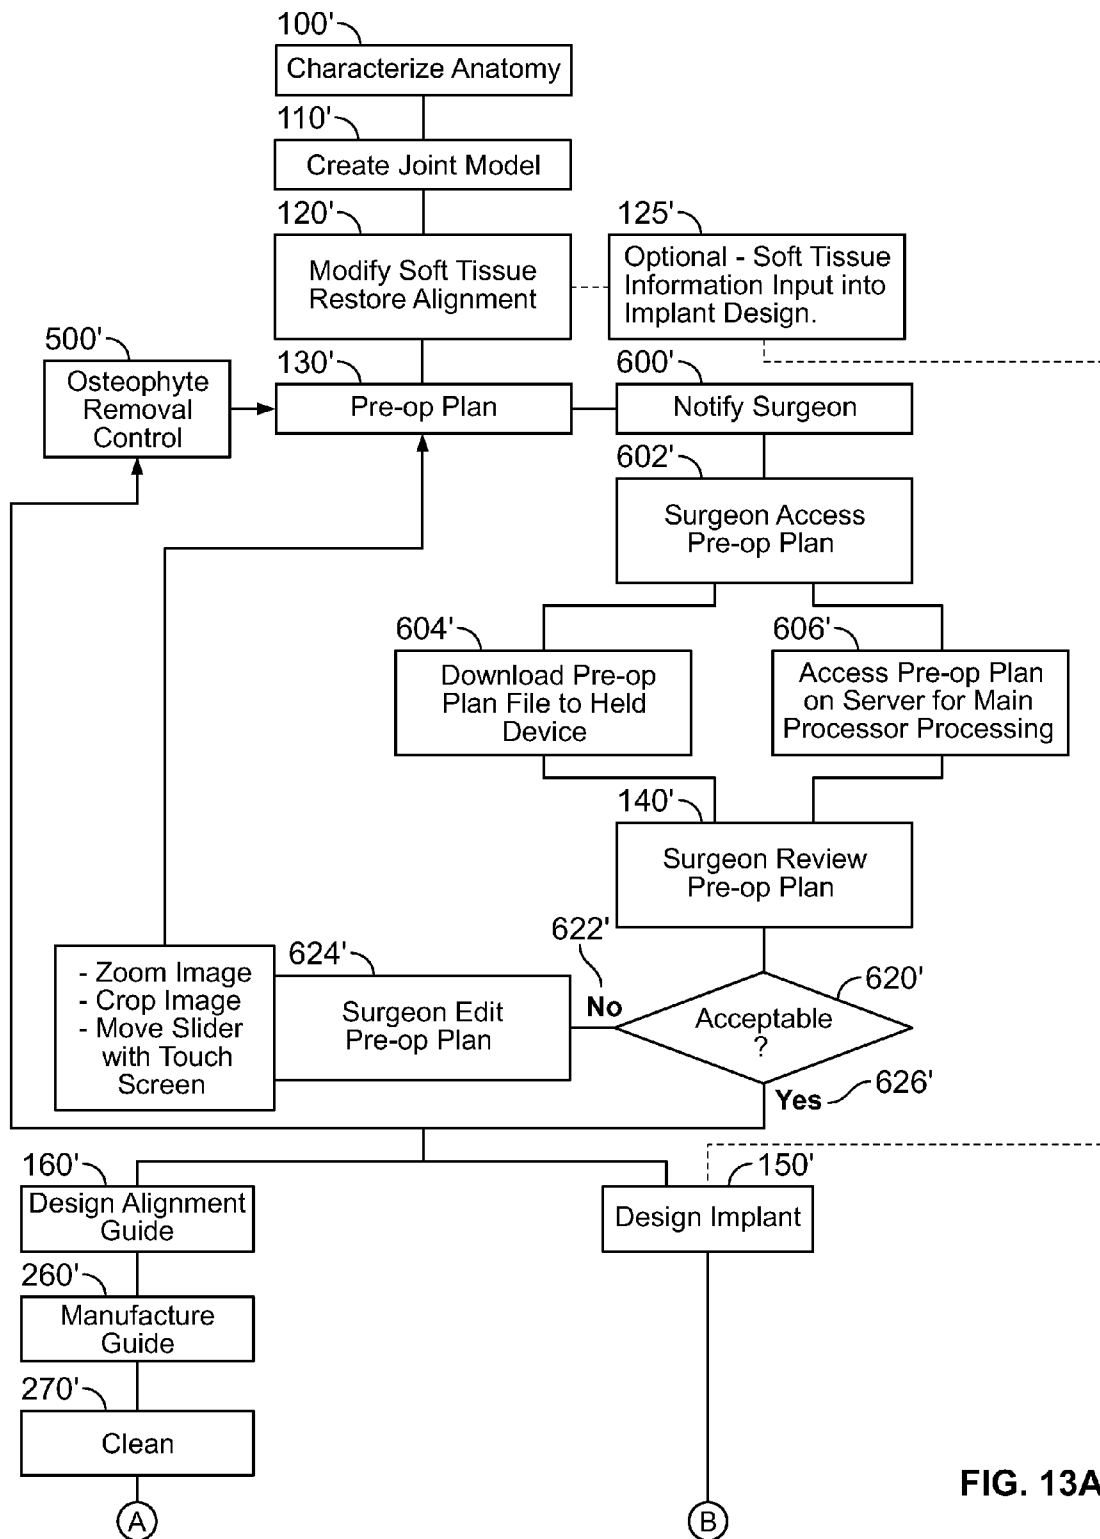 100'
Characterize Anatomy
110'
Create Joint Model
120'
Modify Soft Tissue
Restore Alignment
125'
Optional - Soft Tissue
Information Input into
Implant Design.
500'
Osteophyte
Removal
Control
130'
Pre-op Plan
600'
Notify Surgeon
602'
Surgeon Access
Pre-op Plan
604'
Download Pre-op
Plan File to Held
Device
606'
Access Pre-op Plan
on Server for Main
Processor Processing
140'
Surgeon Review
Pre-op Plan
622'
No
620'
Acceptable
?
Yes
626'
624'
Surgeon Edit
Pre-op Plan
- Zoom Image
- Crop Image
- Move Slider
with Touch
Screen
160'
Design Alignment
Guide
150'
Design Implant
260'
Manufacture
Guide
270'
Clean
A
B
FIG. 13A